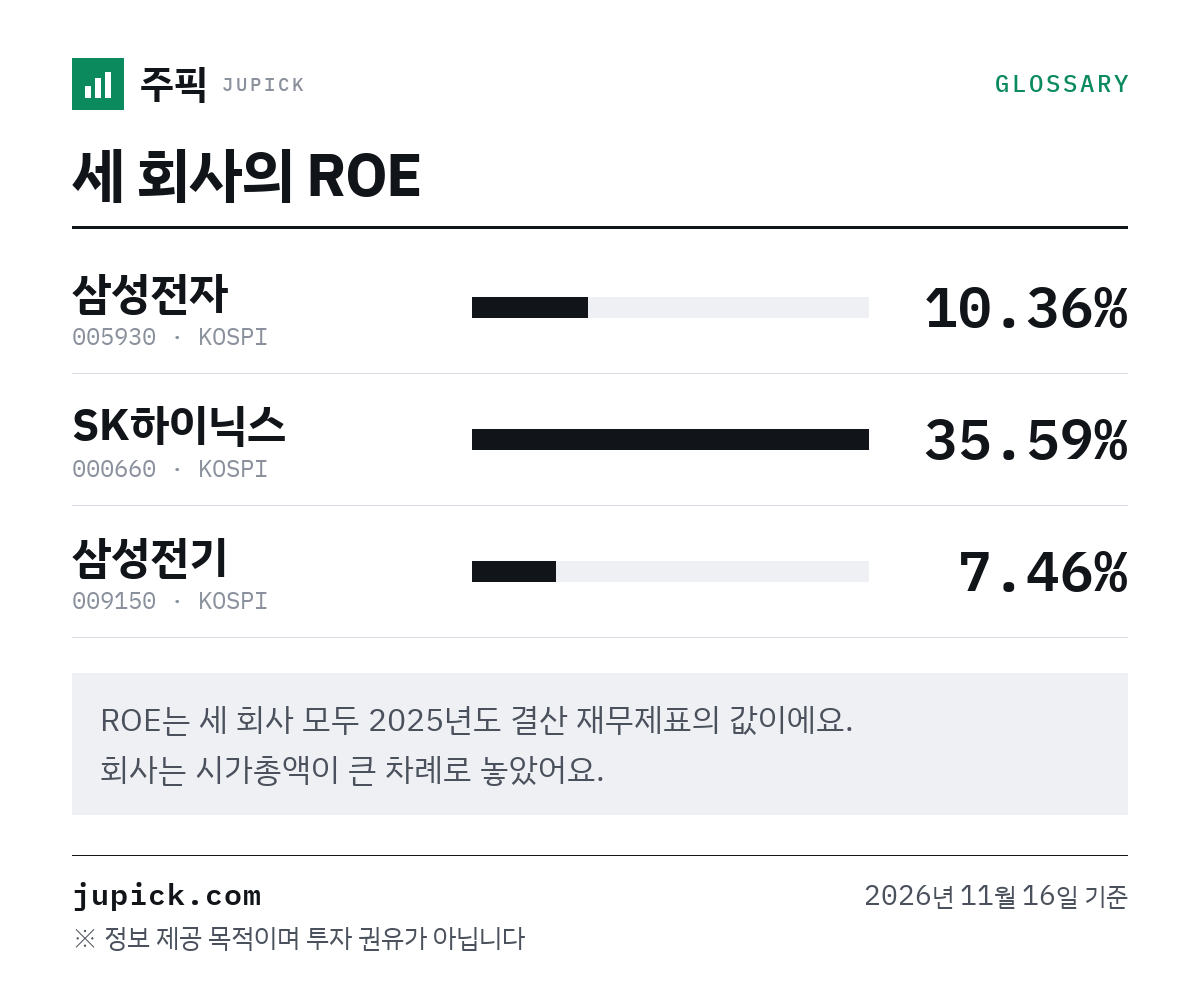 주픽 JUPICK
GLOSSARY
세 회사의 ROE
삼성전자
005930 · KOSPI
10.36%
SK하이닉스
000660 · KOSPI
35.59%
삼성전기
009150 · KOSPI
7.46%
ROE는 세 회사 모두 2025년도 결산 재무제표의 값이에요.
회사는 시가총액이 큰 차례로 놓았어요.
jupick.com
2026년 11월 16일 기준
※ 정보 제공 목적이며 투자 권유가 아닙니다